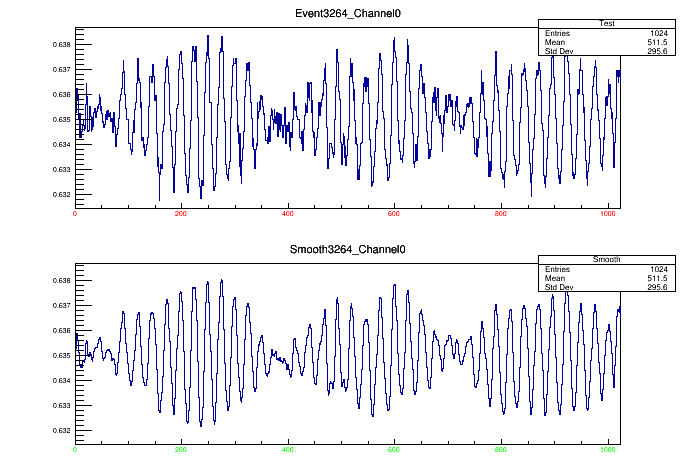 Event3264_Channel0
Test
Entries 1024
Mean 511.5
Std Dev 295.6
0.638
0.637
0.636
0.635
0.634
0.633
0.632
0 200 400 600 800 1000
Smooth3264_Channel0
Smooth
Entries 1024
Mean 511.5
Std Dev 295.6
0.638
0.637
0.636
0.635
0.634
0.633
0.632
0 200 400 600 800 1000